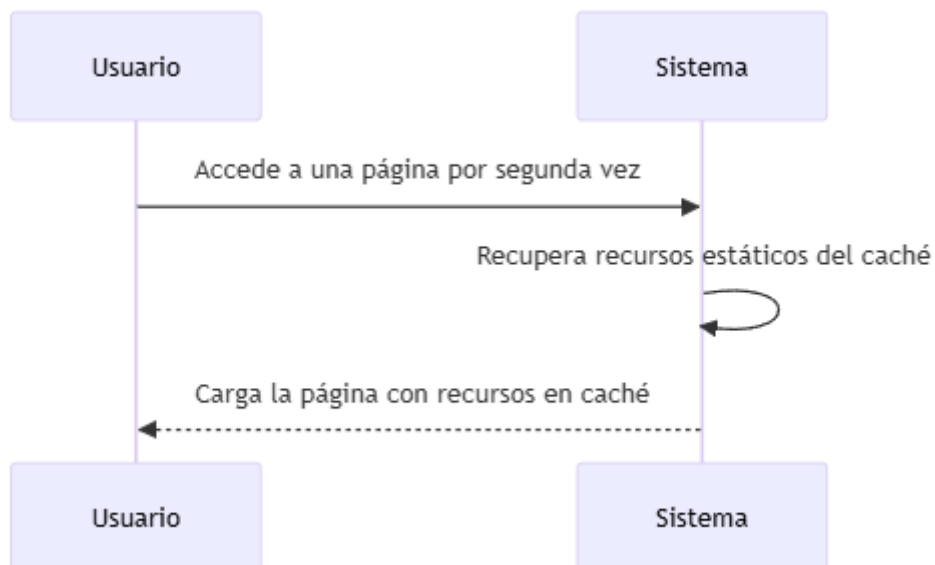 Usuario
Sistema
Accede a una página por segunda vez
Recupera recursos estáticos del caché
Carga la página con recursos en caché
Usuario
Sistema